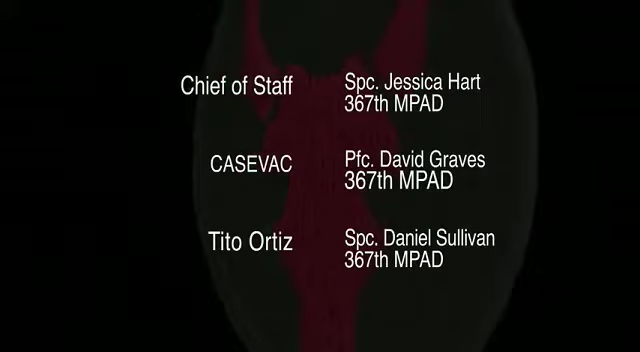 Chief of Staff Spc. Jessica Hart
367th MPAD
CASEVAC Pfc. David Graves
367th MPAD
Tito Ortiz Spc. Daniel Sullivan
367th MPAD